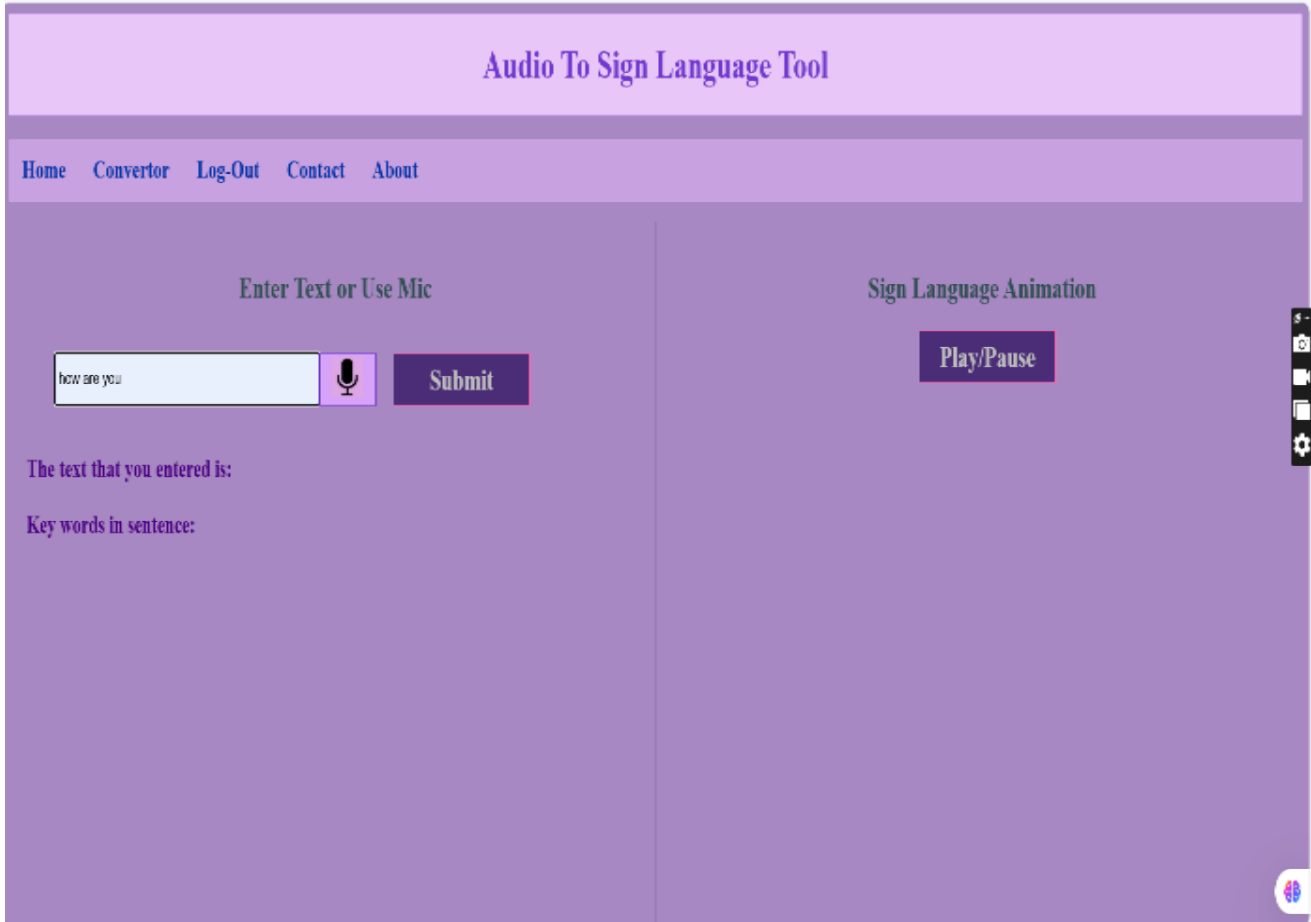 Audio To Sign Language Tool
Home Convertor Log-Out Contact About
Enter Text or Use Mic
how are you
Submit
The text that you entered is:
Key words in sentence:
Sign Language Animation
Play/Pause